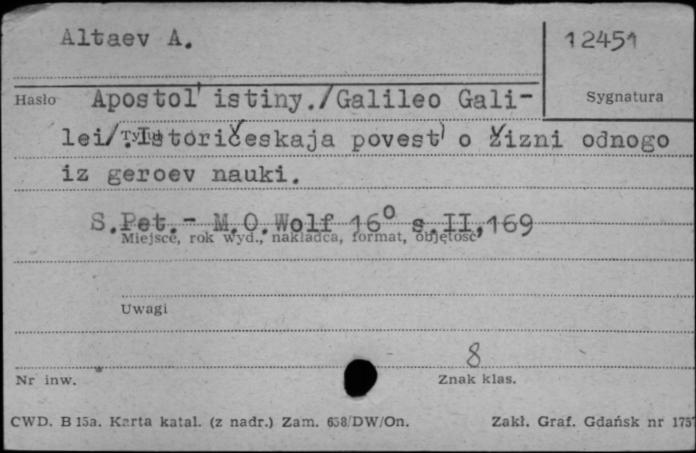 Altaev A.
12451
Hasło
Apostol' istiny./Galileo Gali-
Sygnatura
lei/. Istoričeskaja povest' o žizni odnogo
Tytuł
iz geroev nauki.
S.Pet.- M.O.Wolf 16° s.II,169
Miejsce, rok wyd., nakładca, format, objętość
Uwagi
8
Nr inw.
Znak klas.
CWD. B 15a. Karta katal. (z nadr.) Zam. 658/DW/On.
Zakł. Graf. Gdańsk nr 1757